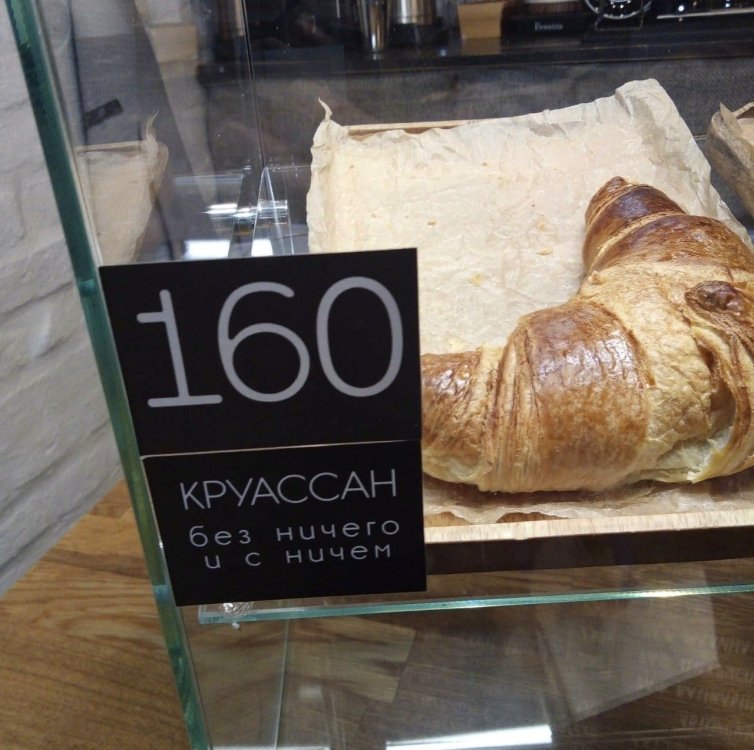 160
КРУАССАН
без ничего
и с ничем